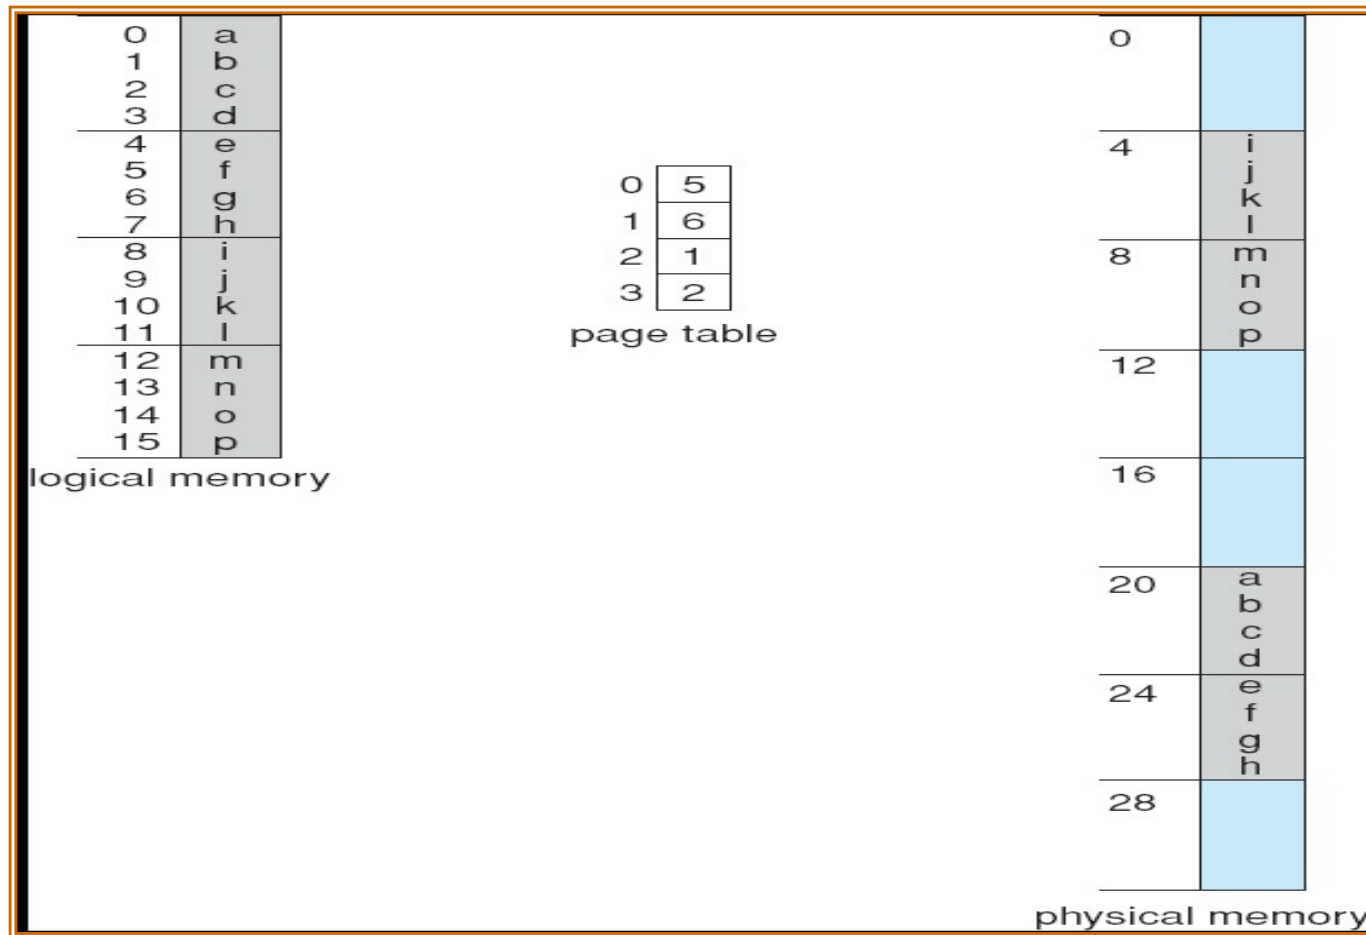 0 a
1 b
2 c
3 d
4 e
5 f
6 g
7 h
8 i
9 j
10 k
11 l
12 m
13 n
14 o
15 p
logical memory
0 5
1 6
2 1
3 2
page table
0
4 i
j
k
l
8 m
n
o
p
12
16
20 a
b
c
d
24 e
f
g
h
28
physical memory